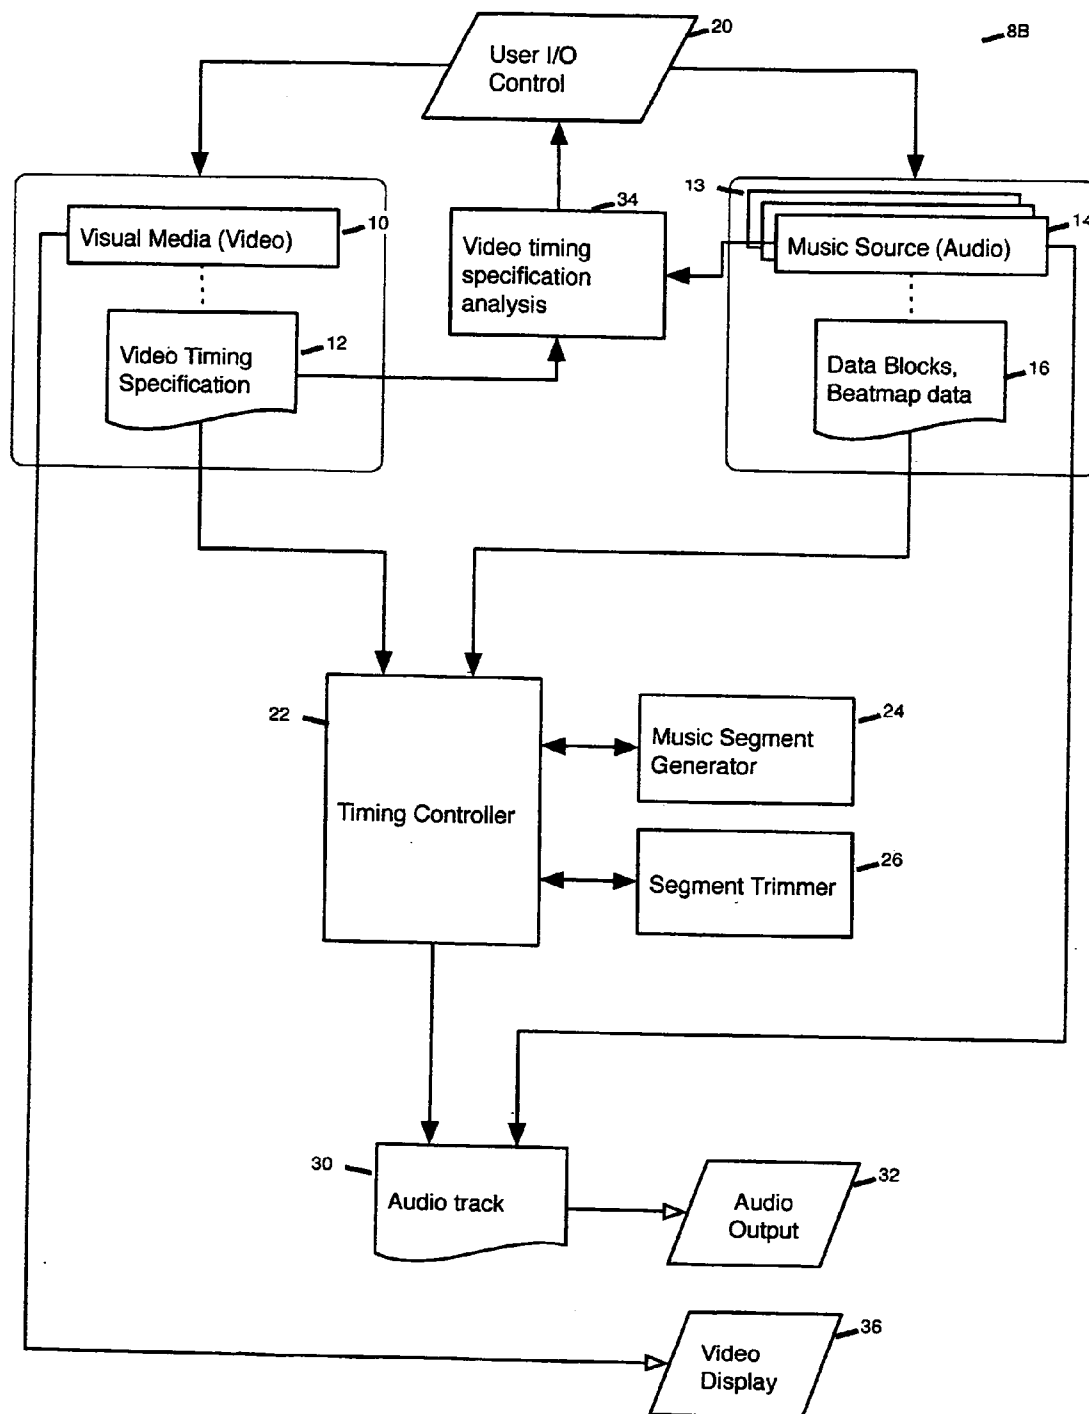 20
8B
User I/O
Control
13
34
10
14
Visual Media (Video)
Video timing
specification
analysis
Music Source (Audio)
12
Video Timing
Specification
16
Data Blocks,
Beatmap data
22
24
Music Segment
Generator
Timing Controller
26
Segment Trimmer
30
Audio track
32
Audio
Output
36
Video
Display